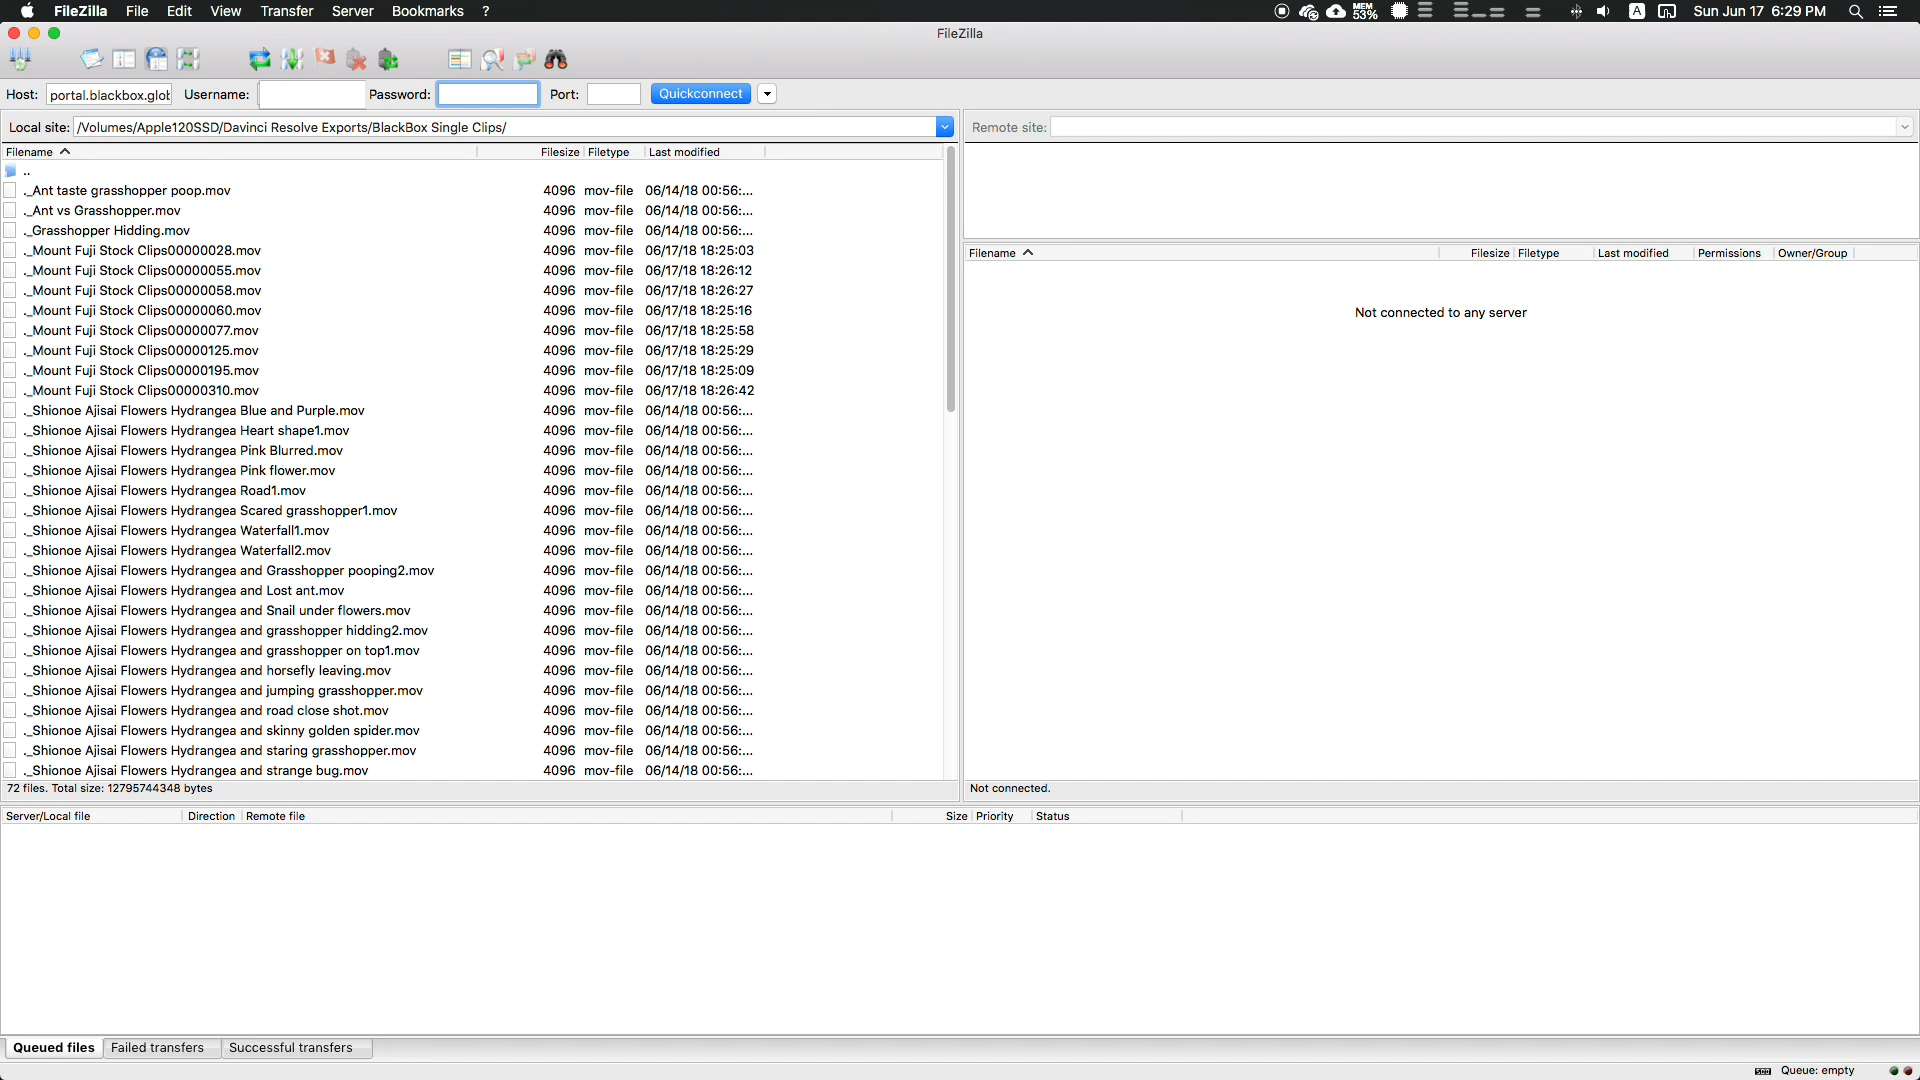 FileZilla File Edit View Transfer Server Bookmarks ? MEM 53% A Sun Jun 17 6:29 PM
FileZilla
Host: portal.blackbox.glob Username: Password: Port: Quickconnect
Local site: /Volumes/Apple120SSD/Davinci Resolve Exports/BlackBox Single Clips/
Filename Filesize Filetype Last modified
..
._Ant taste grasshopper poop.mov 4096 mov-file 06/14/18 00:56:...
._Ant vs Grasshopper.mov 4096 mov-file 06/14/18 00:56:...
._Grasshopper Hidding.mov 4096 mov-file 06/14/18 00:56:...
._Mount Fuji Stock Clips00000028.mov 4096 mov-file 06/17/18 18:25:03
._Mount Fuji Stock Clips00000055.mov 4096 mov-file 06/17/18 18:26:12
._Mount Fuji Stock Clips00000058.mov 4096 mov-file 06/17/18 18:26:27
._Mount Fuji Stock Clips00000060.mov 4096 mov-file 06/17/18 18:25:16
._Mount Fuji Stock Clips00000077.mov 4096 mov-file 06/17/18 18:25:58
._Mount Fuji Stock Clips00000125.mov 4096 mov-file 06/17/18 18:25:29
._Mount Fuji Stock Clips00000195.mov 4096 mov-file 06/17/18 18:25:09
._Mount Fuji Stock Clips00000310.mov 4096 mov-file 06/17/18 18:26:42
._Shionoe Ajisai Flowers Hydrangea Blue and Purple.mov 4096 mov-file 06/14/18 00:56:...
._Shionoe Ajisai Flowers Hydrangea Heart shape1.mov 4096 mov-file 06/14/18 00:56:...
._Shionoe Ajisai Flowers Hydrangea Pink Blurred.mov 4096 mov-file 06/14/18 00:56:...
._Shionoe Ajisai Flowers Hydrangea Pink flower.mov 4096 mov-file 06/14/18 00:56:...
._Shionoe Ajisai Flowers Hydrangea Road1.mov 4096 mov-file 06/14/18 00:56:...
._Shionoe Ajisai Flowers Hydrangea Scared grasshopper1.mov 4096 mov-file 06/14/18 00:56:...
._Shionoe Ajisai Flowers Hydrangea Waterfall1.mov 4096 mov-file 06/14/18 00:56:...
._Shionoe Ajisai Flowers Hydrangea Waterfall2.mov 4096 mov-file 06/14/18 00:56:...
._Shionoe Ajisai Flowers Hydrangea and Grasshopper pooping2.mov 4096 mov-file 06/14/18 00:56:...
._Shionoe Ajisai Flowers Hydrangea and Lost ant.mov 4096 mov-file 06/14/18 00:56:...
._Shionoe Ajisai Flowers Hydrangea and Snail under flowers.mov 4096 mov-file 06/14/18 00:56:...
._Shionoe Ajisai Flowers Hydrangea and grasshopper hidding2.mov 4096 mov-file 06/14/18 00:56:...
._Shionoe Ajisai Flowers Hydrangea and grasshopper on top1.mov 4096 mov-file 06/14/18 00:56:...
._Shionoe Ajisai Flowers Hydrangea and horsefly leaving.mov 4096 mov-file 06/14/18 00:56:...
._Shionoe Ajisai Flowers Hydrangea and jumping grasshopper.mov 4096 mov-file 06/14/18 00:56:...
._Shionoe Ajisai Flowers Hydrangea and road close shot.mov 4096 mov-file 06/14/18 00:56:...
._Shionoe Ajisai Flowers Hydrangea and skinny golden spider.mov 4096 mov-file 06/14/18 00:56:...
._Shionoe Ajisai Flowers Hydrangea and staring grasshopper.mov 4096 mov-file 06/14/18 00:56:...
._Shionoe Ajisai Flowers Hydrangea and strange bug.mov 4096 mov-file 06/14/18 00:56:...
72 files. Total size: 12795744348 bytes
Remote site:
Filename Filesize Filetype Last modified Permissions Owner/Group
Not connected to any server
Not connected.
Server/Local file Direction Remote file Size Priority Status
Queued files Failed transfers Successful transfers
Queue: empty